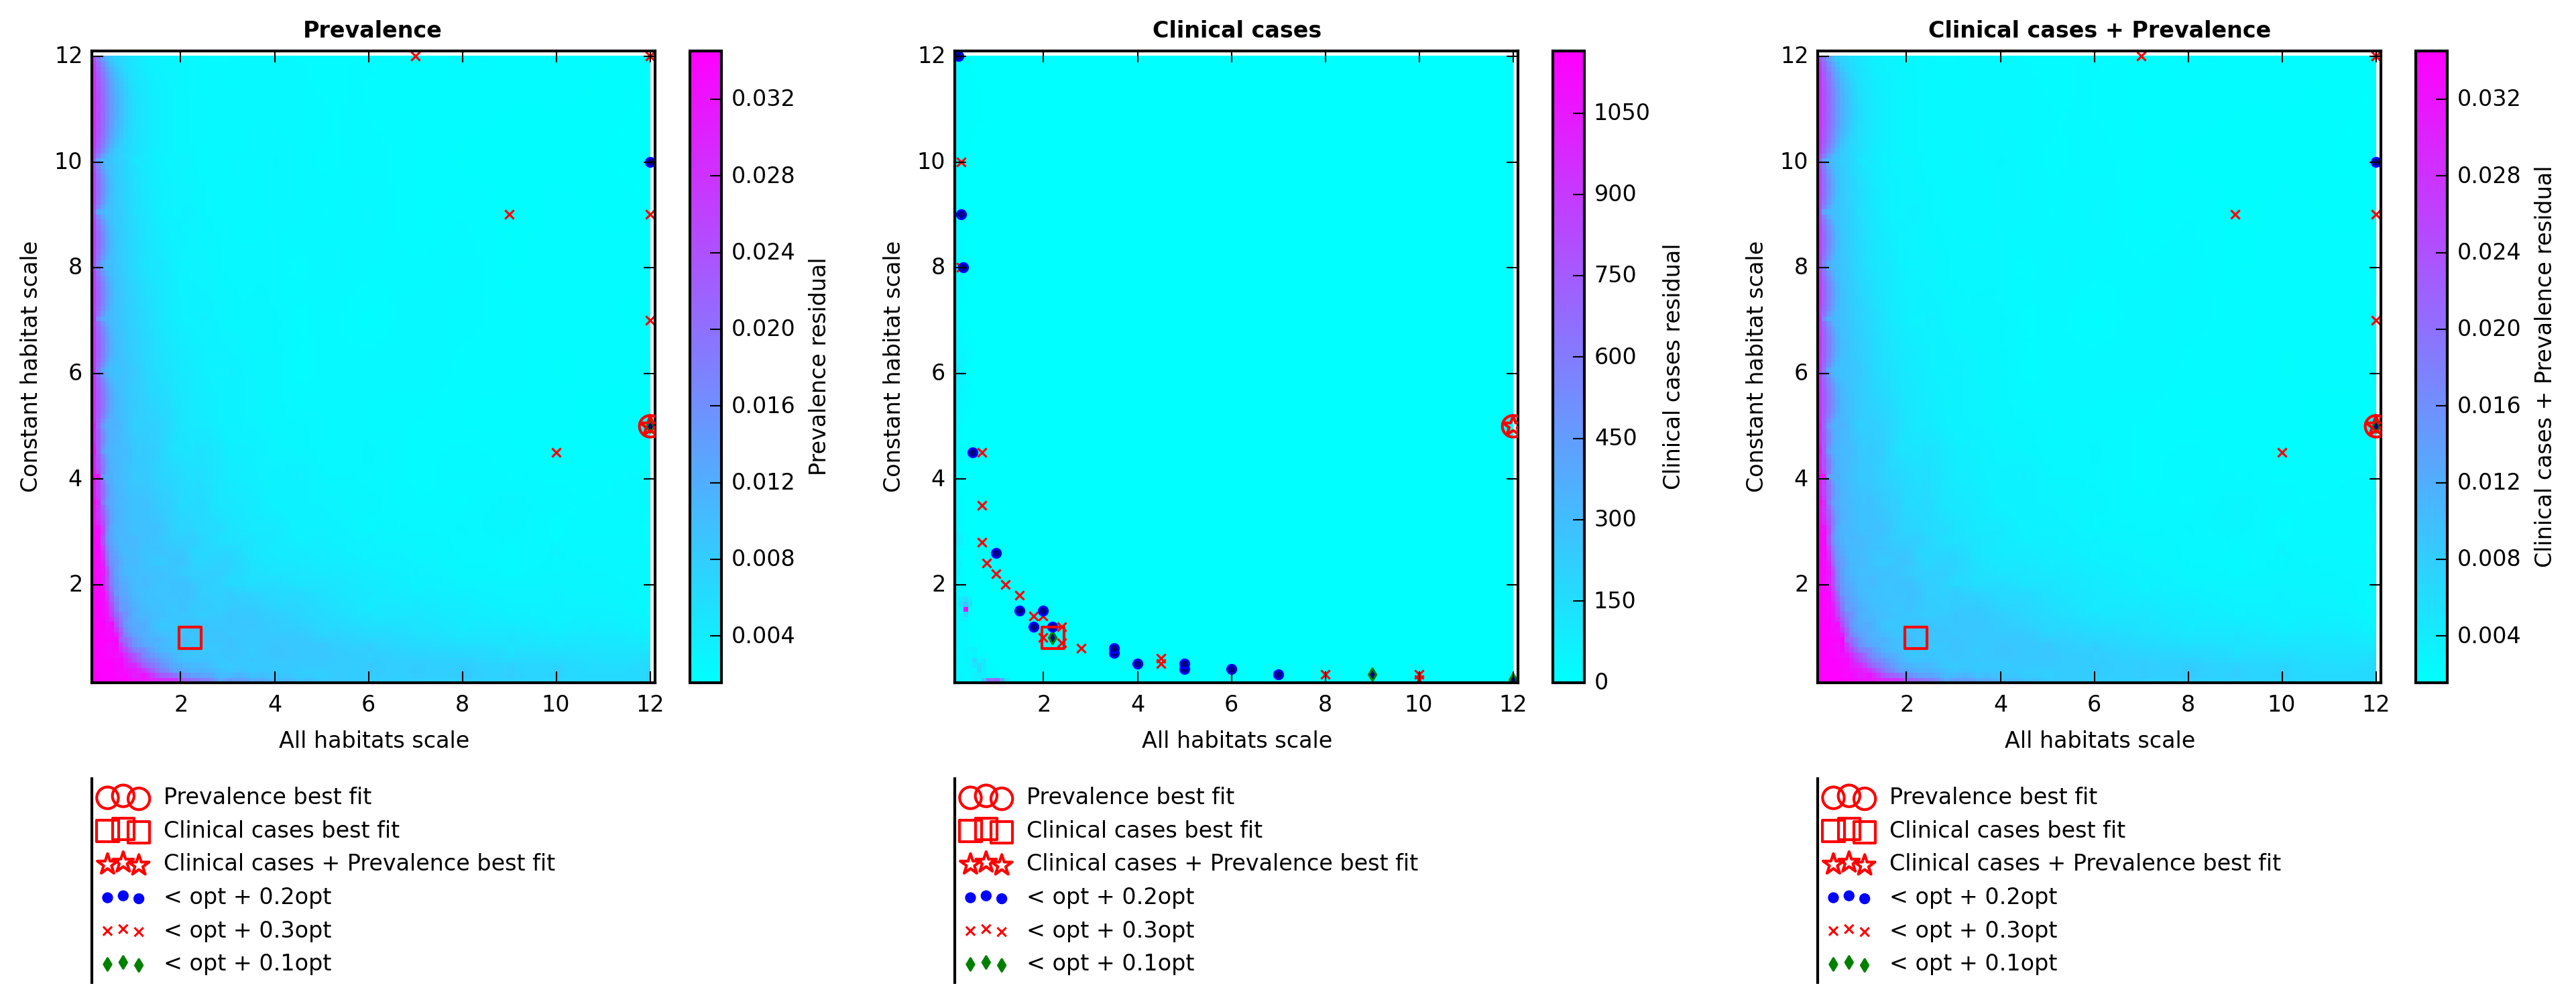 Prevalence
12
10
8
6
4
2
Constant habitat scale
2 4 6 8 10 12
All habitats scale
0.032
0.028
0.024
0.020
0.016
0.012
0.008
0.004
Prevalence residual
Prevalence best fit
Clinical cases best fit
Clinical cases + Prevalence best fit
< opt + 0.2opt
< opt + 0.3opt
< opt + 0.1opt
Clinical cases
12
10
8
6
4
2
Constant habitat scale
2 4 6 8 10 12
All habitats scale
1050
900
750
600
450
300
150
0
Clinical cases residual
Prevalence best fit
Clinical cases best fit
Clinical cases + Prevalence best fit
< opt + 0.2opt
< opt + 0.3opt
< opt + 0.1opt
Clinical cases + Prevalence
12
10
8
6
4
2
Constant habitat scale
2 4 6 8 10 12
All habitats scale
0.032
0.028
0.024
0.020
0.016
0.012
0.008
0.004
Clinical cases + Prevalence residual
Prevalence best fit
Clinical cases best fit
Clinical cases + Prevalence best fit
< opt + 0.2opt
< opt + 0.3opt
< opt + 0.1opt